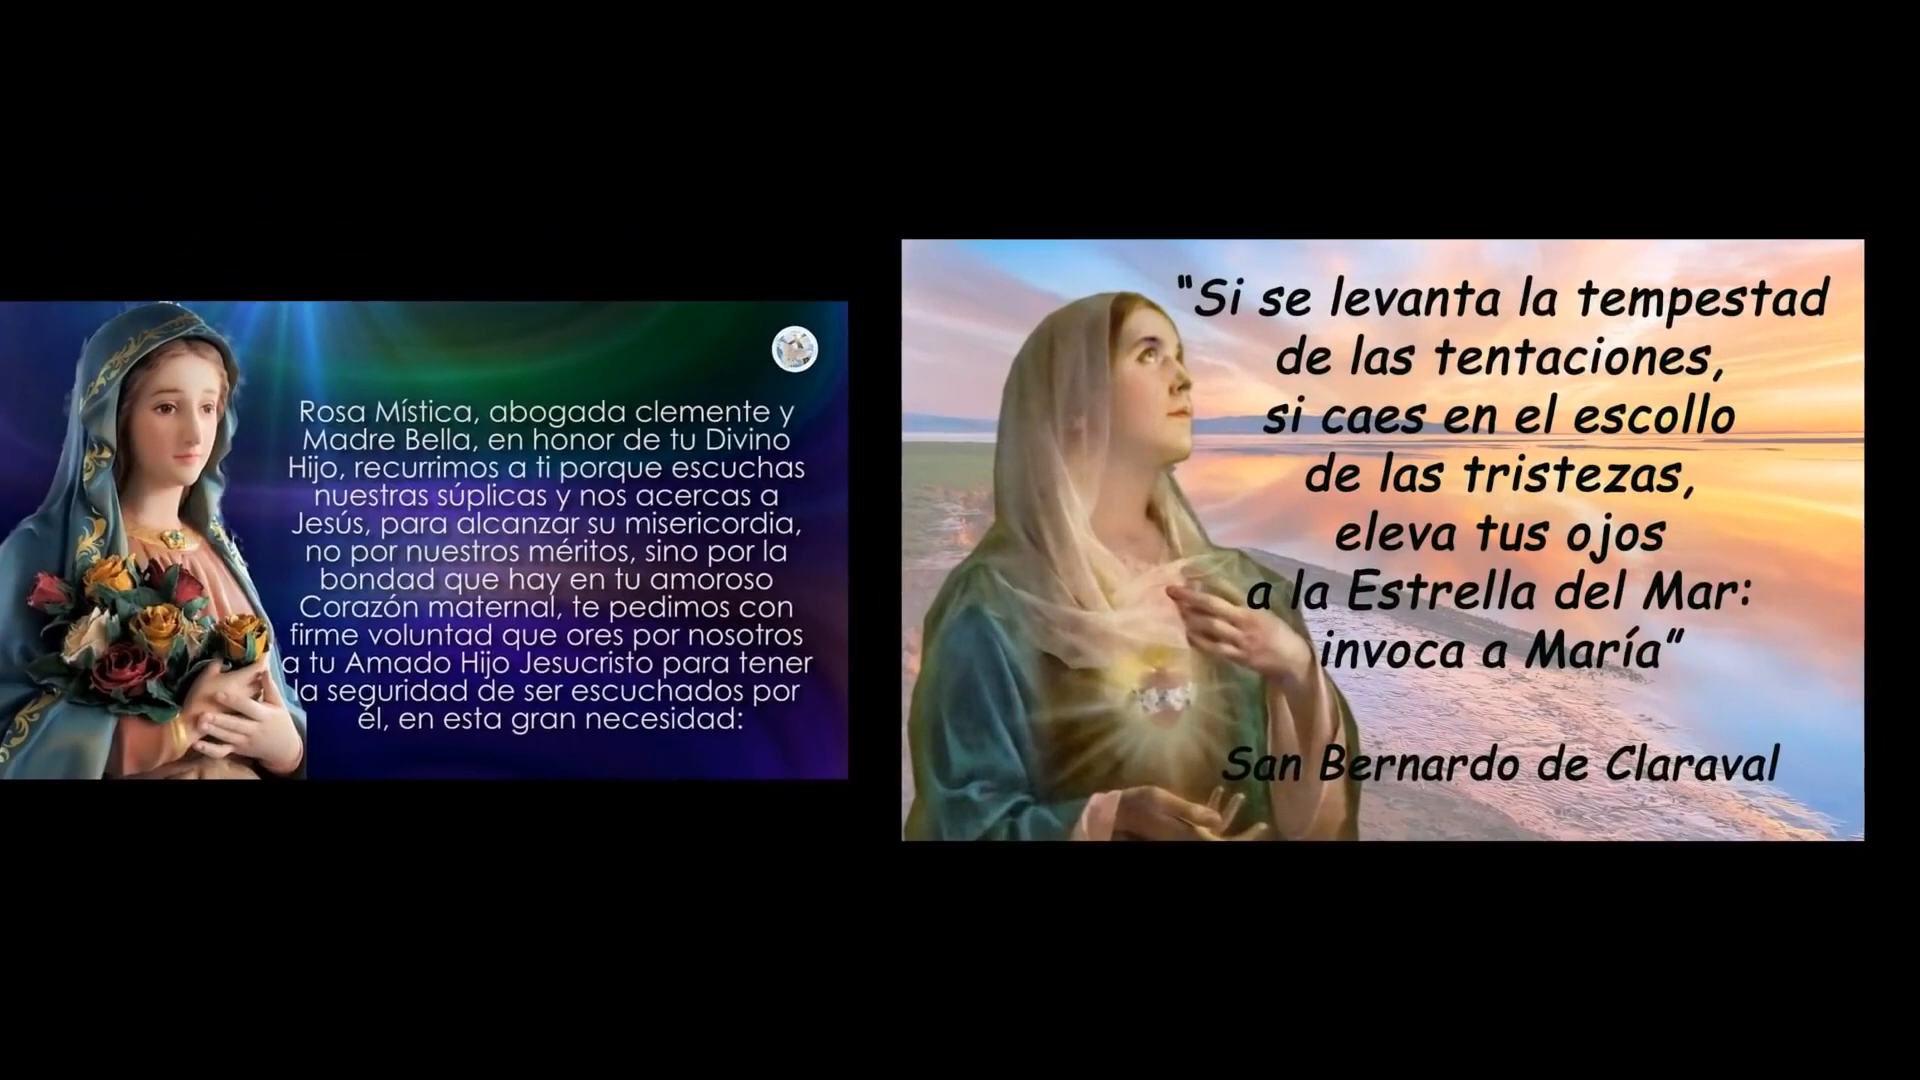 Rosa Mística, abogada clemente y
Madre Bella, en honor de tu Divino
Hijo, recurrimos a ti porque escuchas
nuestras súplicas y nos acercas a
Jesús, para alcanzar su misericordia,
no por nuestros méritos, sino por la
bondad que hay en tu amoroso
Corazón maternal, te pedimos con
firme voluntad que ores por nosotros
a tu Amado Hijo Jesucristo para tener
la seguridad de ser escuchados por
él, en esta gran necesidad:
"Si se levanta la tempestad
de las tentaciones,
si caes en el escollo
de las tristezas,
eleva tus ojos
a la Estrella del Mar:
invoca a María"
San Bernardo de Claraval